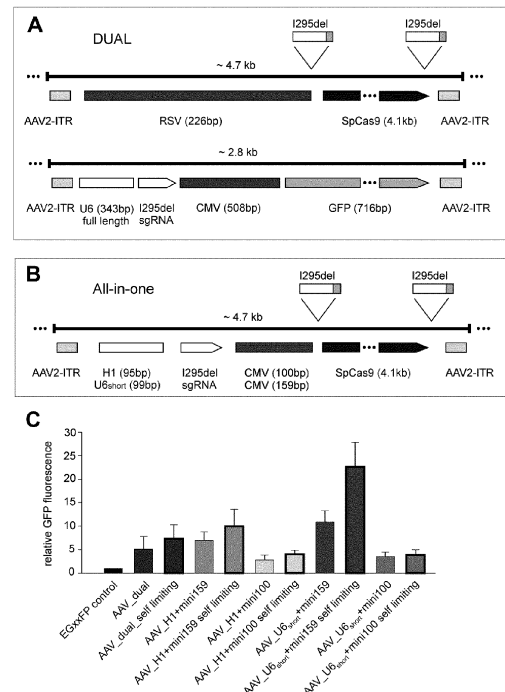 A
DUAL
I295del I295del
••• ~ 4.7 kb •••
AAV2-ITR RSV (226bp) SpCas9 (4.1kb) AAV2-ITR
••• ~ 2.8 kb •••
AAV2-ITR U6 (343bp) I295del CMV (508bp) GFP (716bp) AAV2-ITR
full length sgRNA
B
All-in-one
I295del I295del
••• ~ 4.7 kb •••
AAV2-ITR H1 (95bp) I295del CMV (100bp) SpCas9 (4.1kb) AAV2-ITR
U6short (99bp) sgRNA CMV (159bp)
C
relative GFP fluorescence
30
25
20
15
10
5
0
EGxxFP control
AAV_dual
AAV_dual_self limiting
AAV_H1+mini159
AAV_H1+mini159 self limiting
AAV_H1+mini100
AAV_H1+mini100 self limiting
AAV_U6short+mini159
AAV_U6short+mini159 self limiting
AAV_U6short+mini100
AAV_U6short+mini100 self limiting